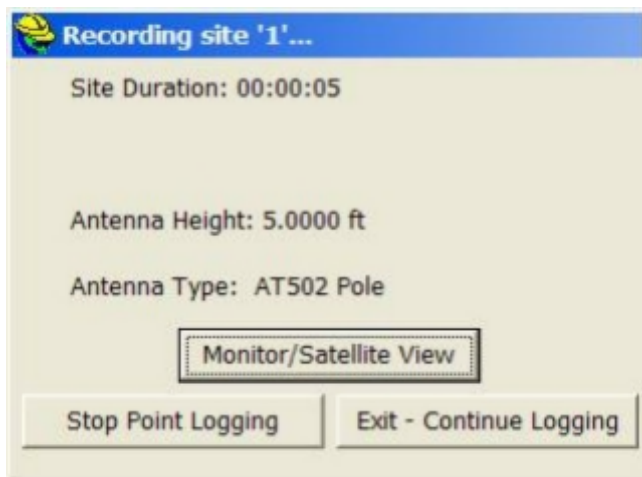 Recording site '1'...
Site Duration: 00:00:05
Antenna Height: 5.0000 ft
Antenna Type: AT502 Pole
Monitor/Satellite View
Stop Point Logging
Exit - Continue Logging